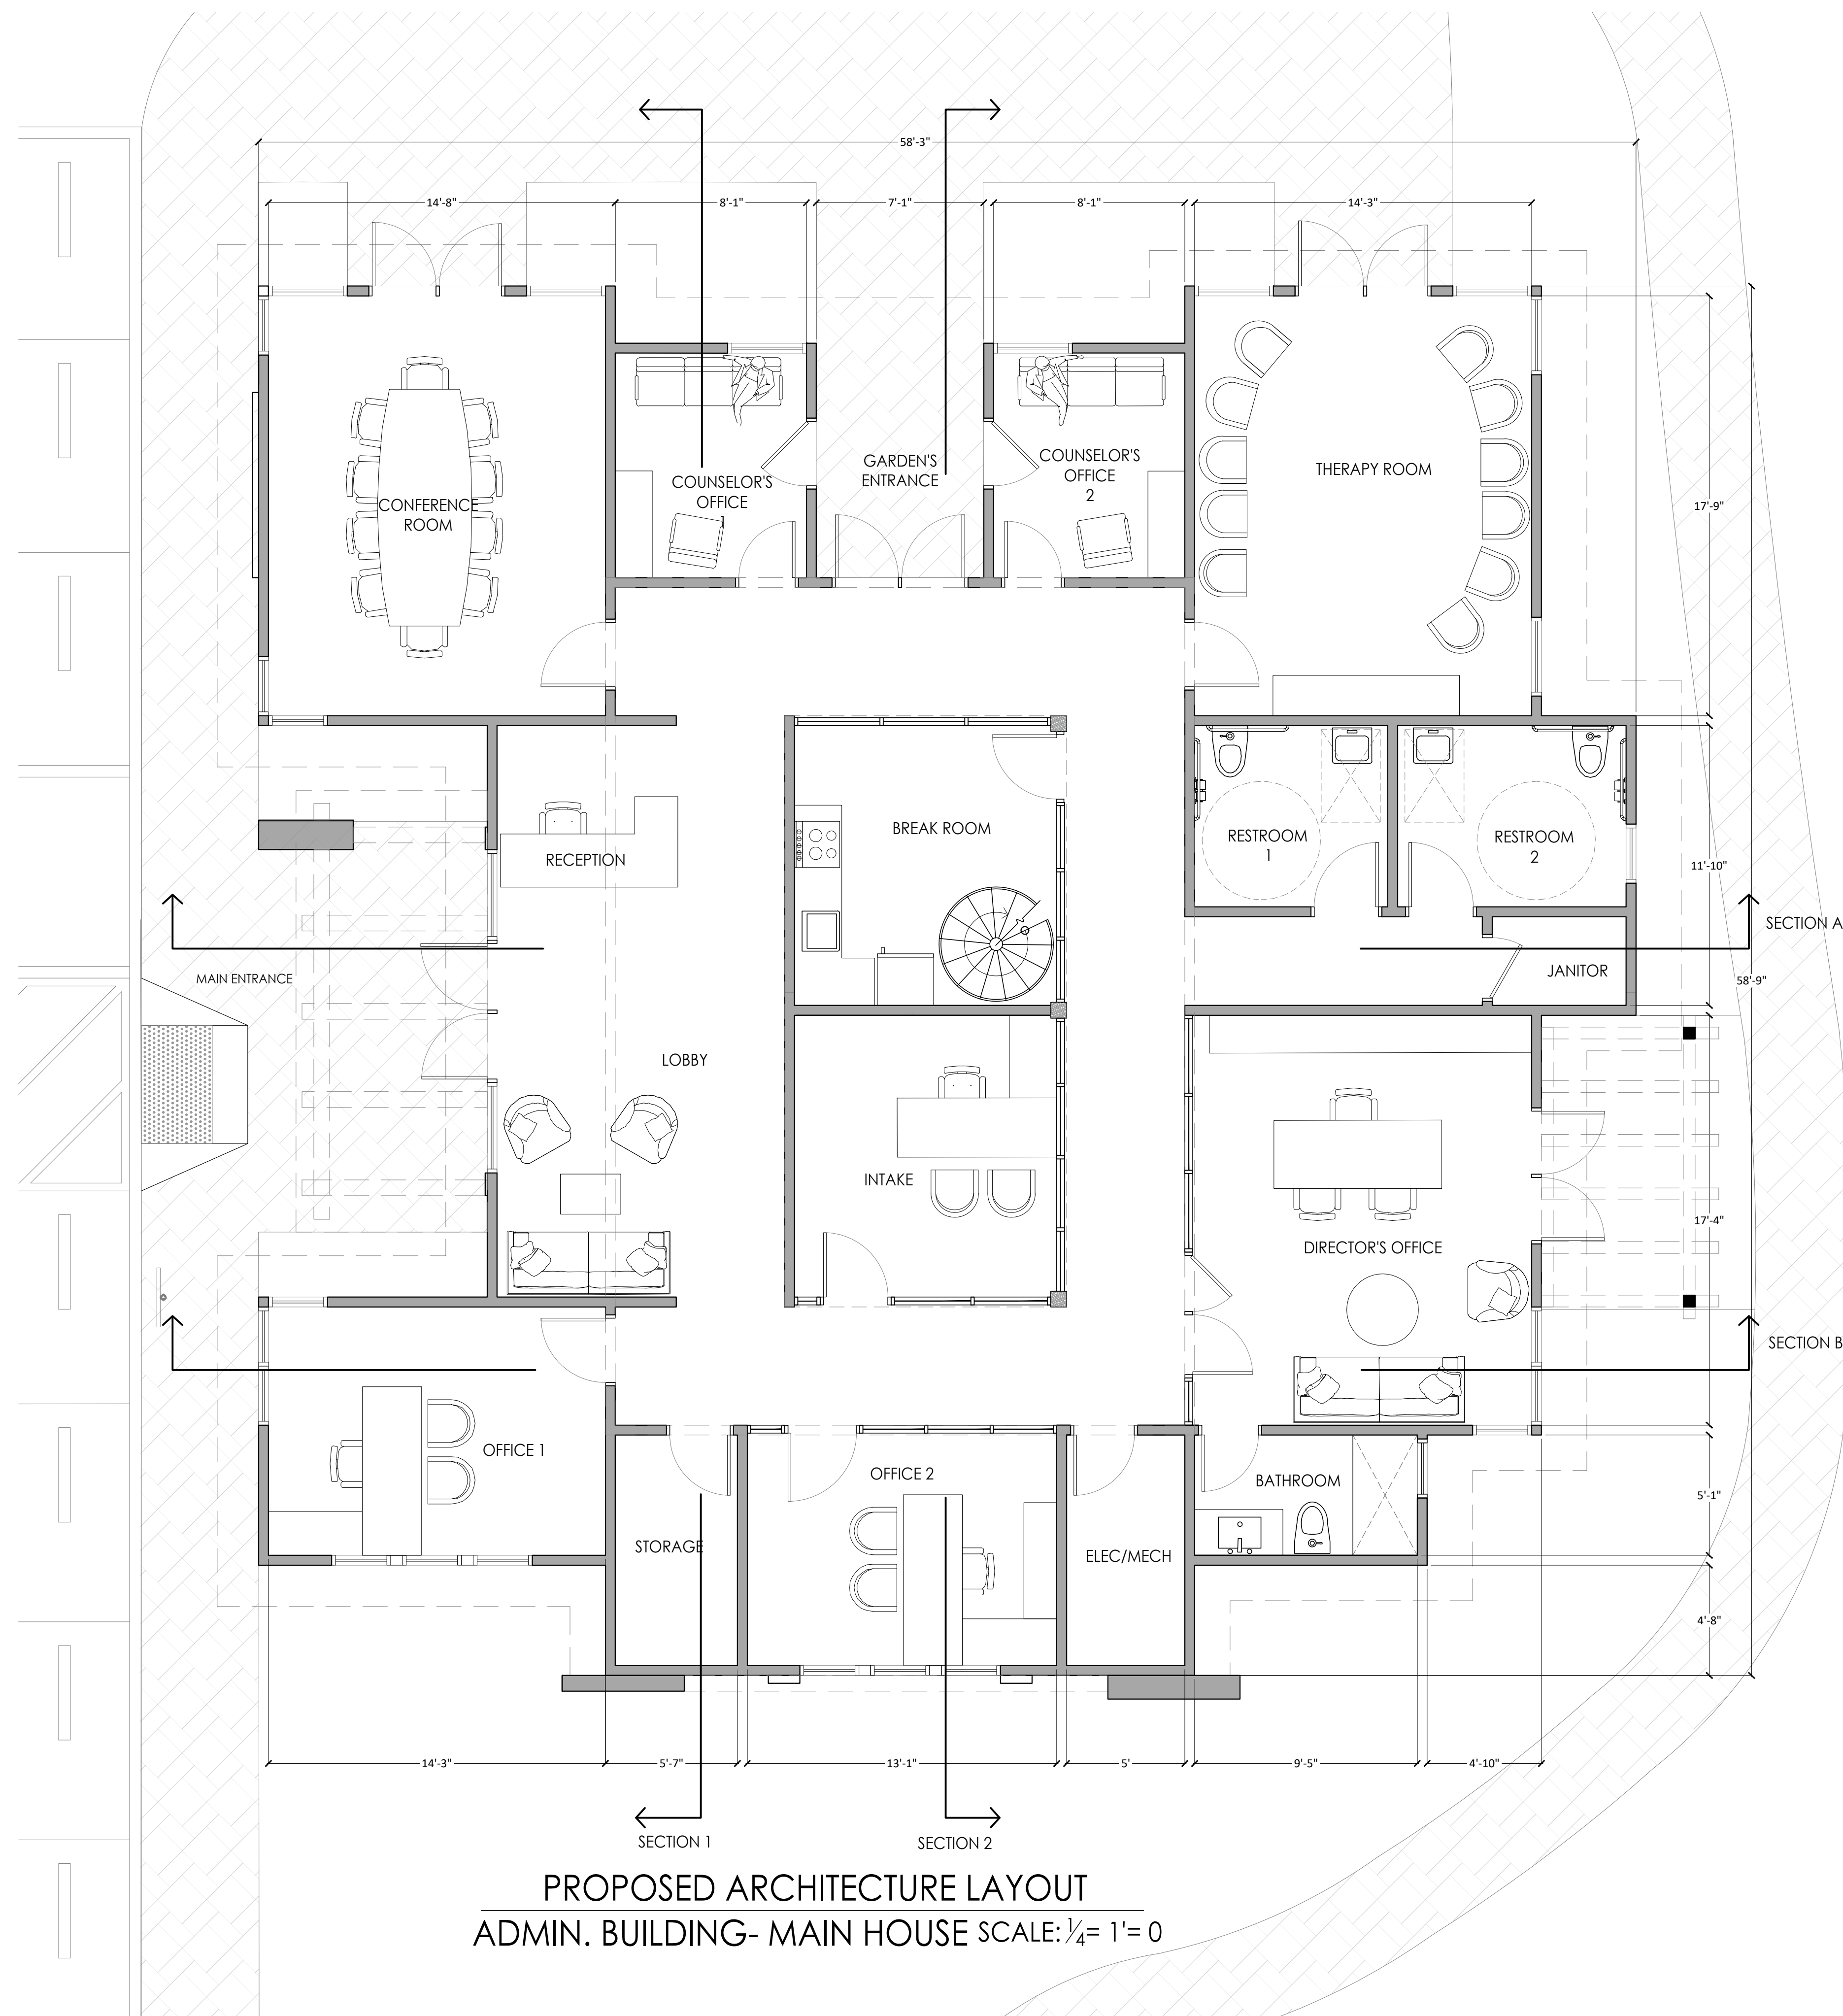 58'-3"
14'-8"
8'-1"
7'-1"
8'-1"
14'-3"
CONFERENCE
ROOM
COUNSELOR'S
OFFICE
1
GARDEN'S
ENTRANCE
COUNSELOR'S
OFFICE
2
THERAPY ROOM
17'-9"
RECEPTION
BREAK ROOM
RESTROOM
1
RESTROOM
2
11'-10"
SECTION A
MAIN ENTRANCE
JANITOR
58'-9"
LOBBY
INTAKE
DIRECTOR'S OFFICE
17'-4"
SECTION B
OFFICE 1
OFFICE 2
BATHROOM
5'-1"
STORAGE
ELEC/MECH
4'-8"
14'-3"
5'-7"
13'-1"
5'
9'-5"
4'-10"
SECTION 1
SECTION 2
PROPOSED ARCHITECTURE LAYOUT
ADMIN. BUILDING- MAIN HOUSE SCALE: 1/4= 1'= 0